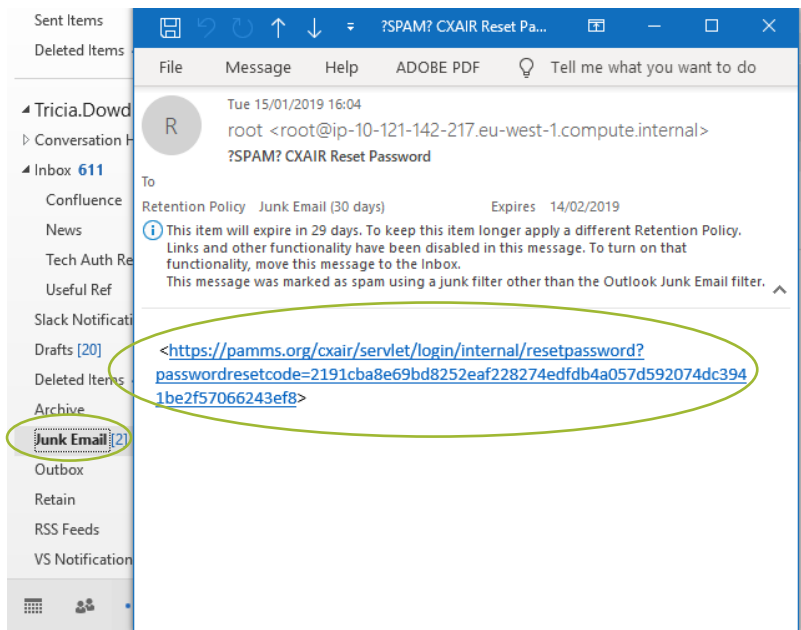 Sent Items
Deleted Items
Tricia.Dowd
Conversation H
Inbox 611
Confluence
News
Tech Auth Re
Useful Ref
Slack Notificati
Drafts [20]
Deleted Items
Archive
Junk Email [2]
Outbox
Retain
RSS Feeds
VS Notification
?SPAM? CXAIR Reset Pa...
File Message Help ADOBE PDF Tell me what you want to do
R
Tue 15/01/2019 16:04
root <root@ip-10-121-142-217.eu-west-1.compute.internal>
?SPAM? CXAIR Reset Password
To
Retention Policy Junk Email (30 days) Expires 14/02/2019
This item will expire in 29 days. To keep this item longer apply a different Retention Policy.
Links and other functionality have been disabled in this message. To turn on that
functionality, move this message to the Inbox.
This message was marked as spam using a junk filter other than the Outlook Junk Email filter.
<https://pamms.org/cxair/servlet/login/internal/resetpassword?
passwordresetcode=2191cba8e69bd8252eaf228274edfdb4a057d592074dc394
1be2f57066243ef8>